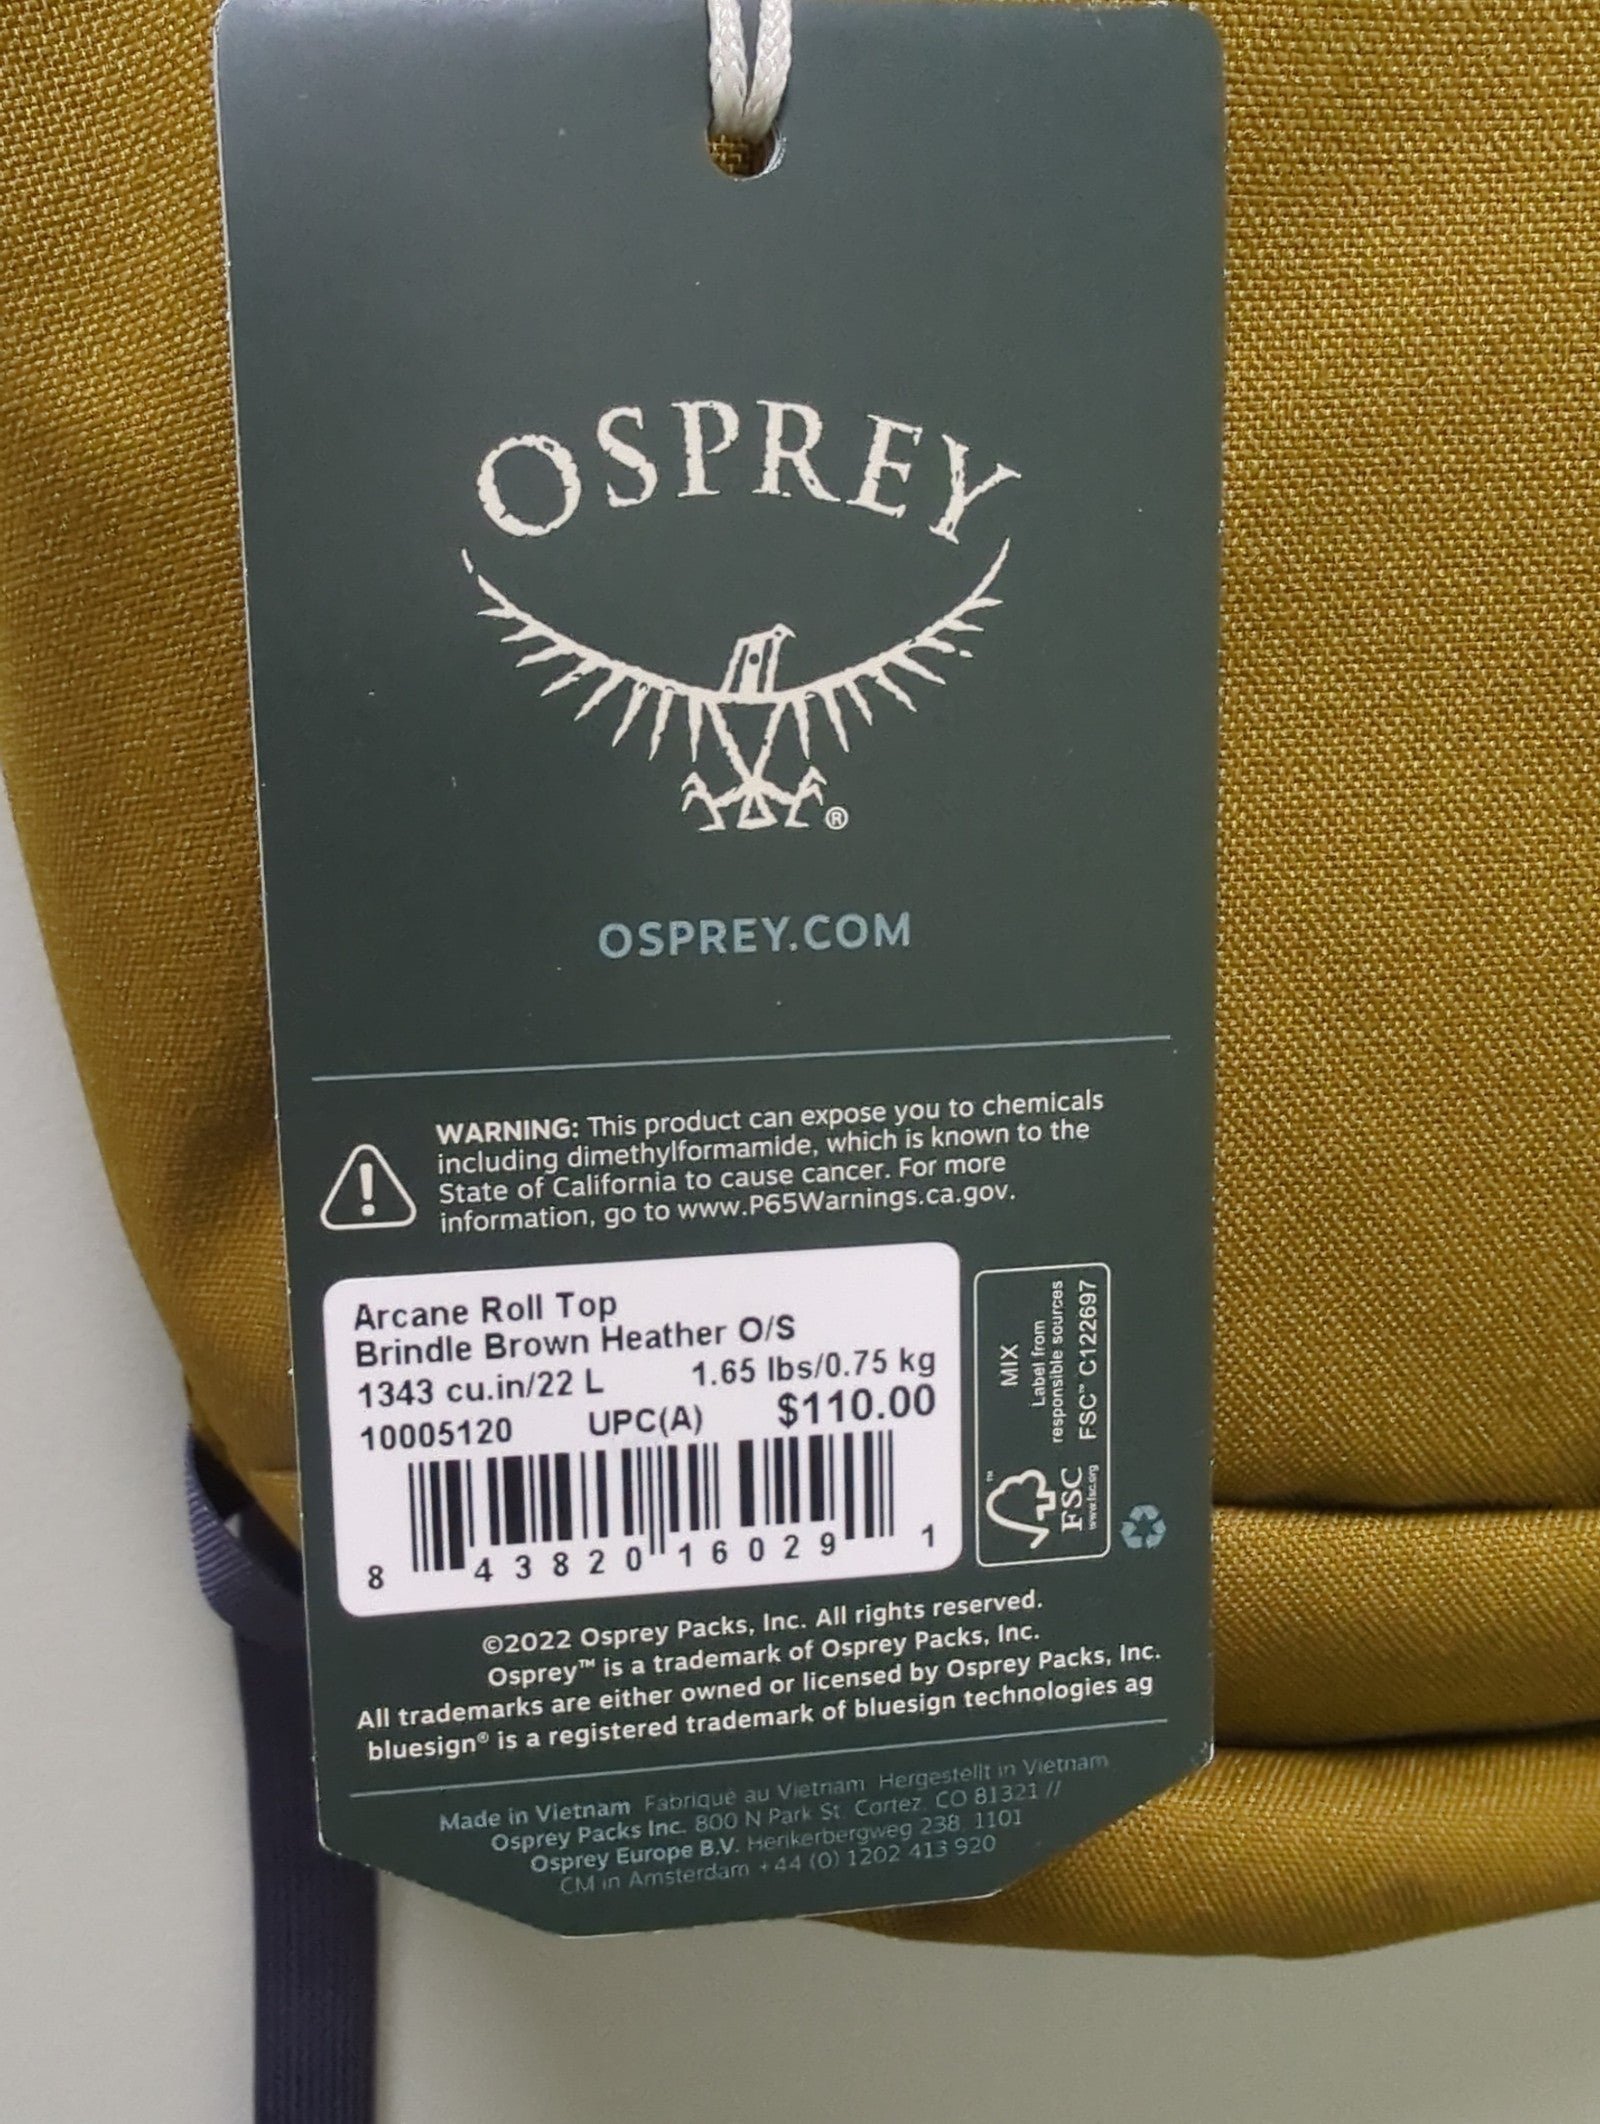 OSPREY
®
OSPREY.COM
WARNING: This product can expose you to chemicals
including dimethylformamide, which is known to the
State of California to cause cancer. For more
information, go to www.P65Warnings.ca.gov.
Arcane Roll Top
Brindle Brown Heather O/S
1343 cu.in/22 L 1.65 lbs/0.75 kg
10005120 UPC(A) $110.00
8 43820 16029 1
MIX
Label from
responsible sources
FSC™ C122697
™
FSC
www.fsc.org
©2022 Osprey Packs, Inc. All rights reserved.
Osprey™ is a trademark of Osprey Packs, Inc.
All trademarks are either owned or licensed by Osprey Packs, Inc.
bluesign® is a registered trademark of bluesign technologies ag
Made in Vietnam Fabriqué au Vietnam Hergestellt in Vietnam
Osprey Packs Inc. 800 N Park St. Cortez, CO 81321 //
Osprey Europe B.V. Herikerbergweg 238, 1101
CM in Amsterdam +44 (0) 1202 413 920